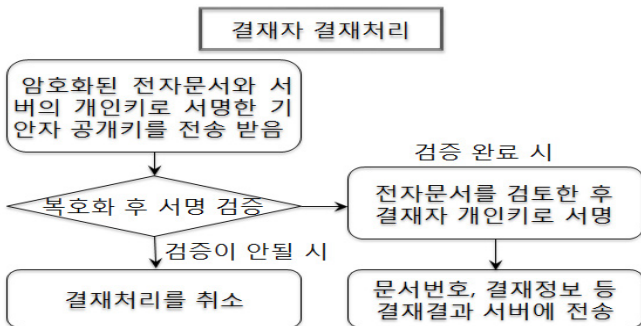 결재자 결재처리
암호화된 전자문서와 서
버의 개인키로 서명한 기
안자 공개키를 전송 받음
복호화 후 서명 검증
검증 완료 시
전자문서를 검토한 후
결재자 개인키로 서명
검증이 안될 시
결재처리를 취소
문서번호, 결재정보 등
결재결과 서버에 전송